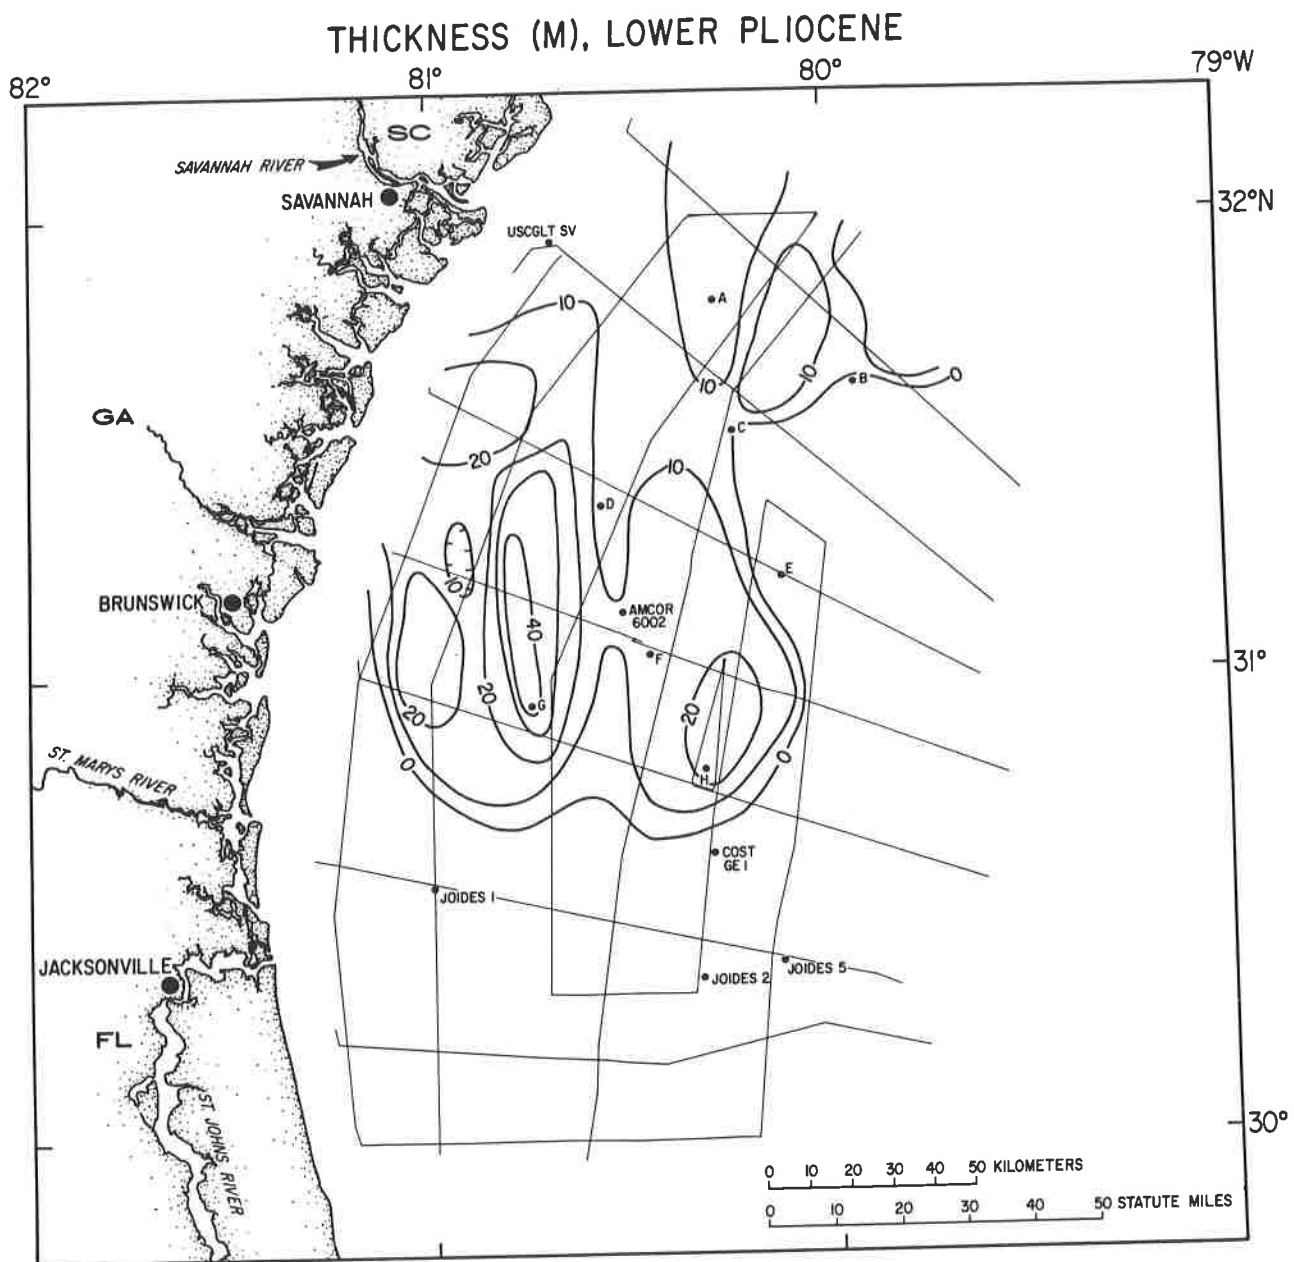 THICKNESS (M), LOWER PLIOCENE
82°
81°
80°
79°W
SC
SAVANNAH RIVER
SAVANNAH
32°N
USCGLT SV
A
10
10
10
B
0
C
GA
20
10
D
E
10
BRUNSWICK
AMCOR
6002
40
F
31°
20
20
G
20
ST. MARYS RIVER
0
H
0
COST
GE 1
JOIDES 1
JACKSONVILLE
JOIDES 2
JOIDES 5
FL
ST. JOHNS RIVER
30°
0 10 20 30 40 50 KILOMETERS
0 10 20 30 40 50 STATUTE MILES